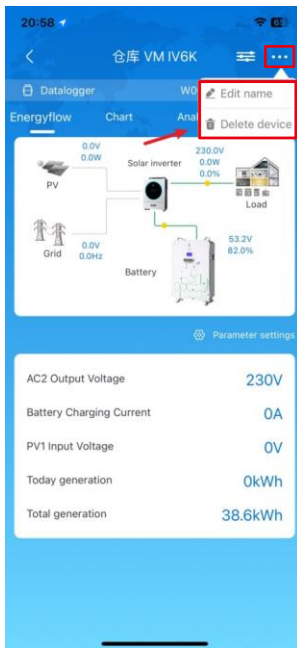 20:58
仓库 VM IV6K
Datalogger W0
Edit name
Energyflow Chart Ana
Delete device
0.0V
0.0W
PV
Solar inverter
230.0V
0.0W
0.0%
Load
Grid
0.0V
0.0Hz
Battery
53.2V
82.0%
Parameter settings
AC2 Output Voltage 230V
Battery Charging Current 0A
PV1 Input Voltage 0V
Today generation 0kWh
Total generation 38.6kWh